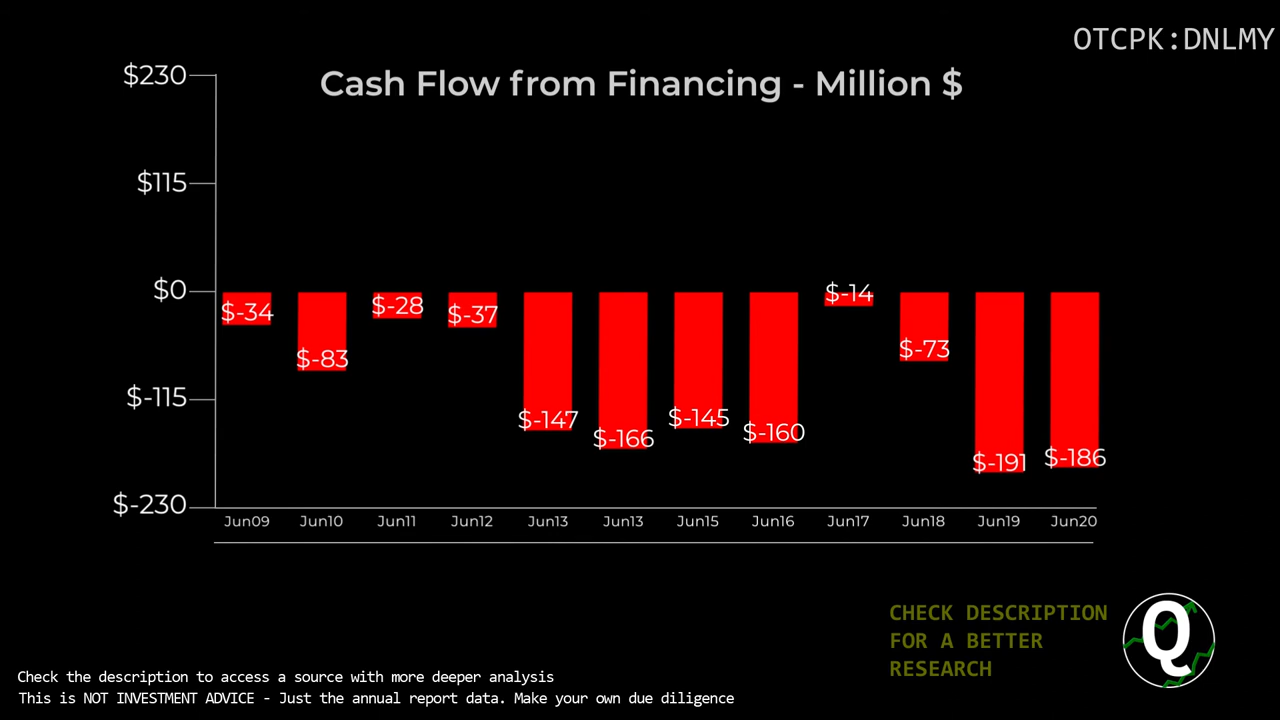 OTCPK:DNLMY
Cash Flow from Financing - Million $
$230
$115
$0
$-115
$-230
$-34
$-83
$-28
$-37
$-147
$-166
$-145
$-160
$-14
$-73
$-191
$-186
Jun09 Jun10 Jun11 Jun12 Jun13 Jun13 Jun15 Jun16 Jun17 Jun18 Jun19 Jun20
CHECK DESCRIPTION
FOR A BETTER
RESEARCH
Q
Check the description to access a source with more deeper analysis
This is NOT INVESTMENT ADVICE - Just the annual report data. Make your own due diligence